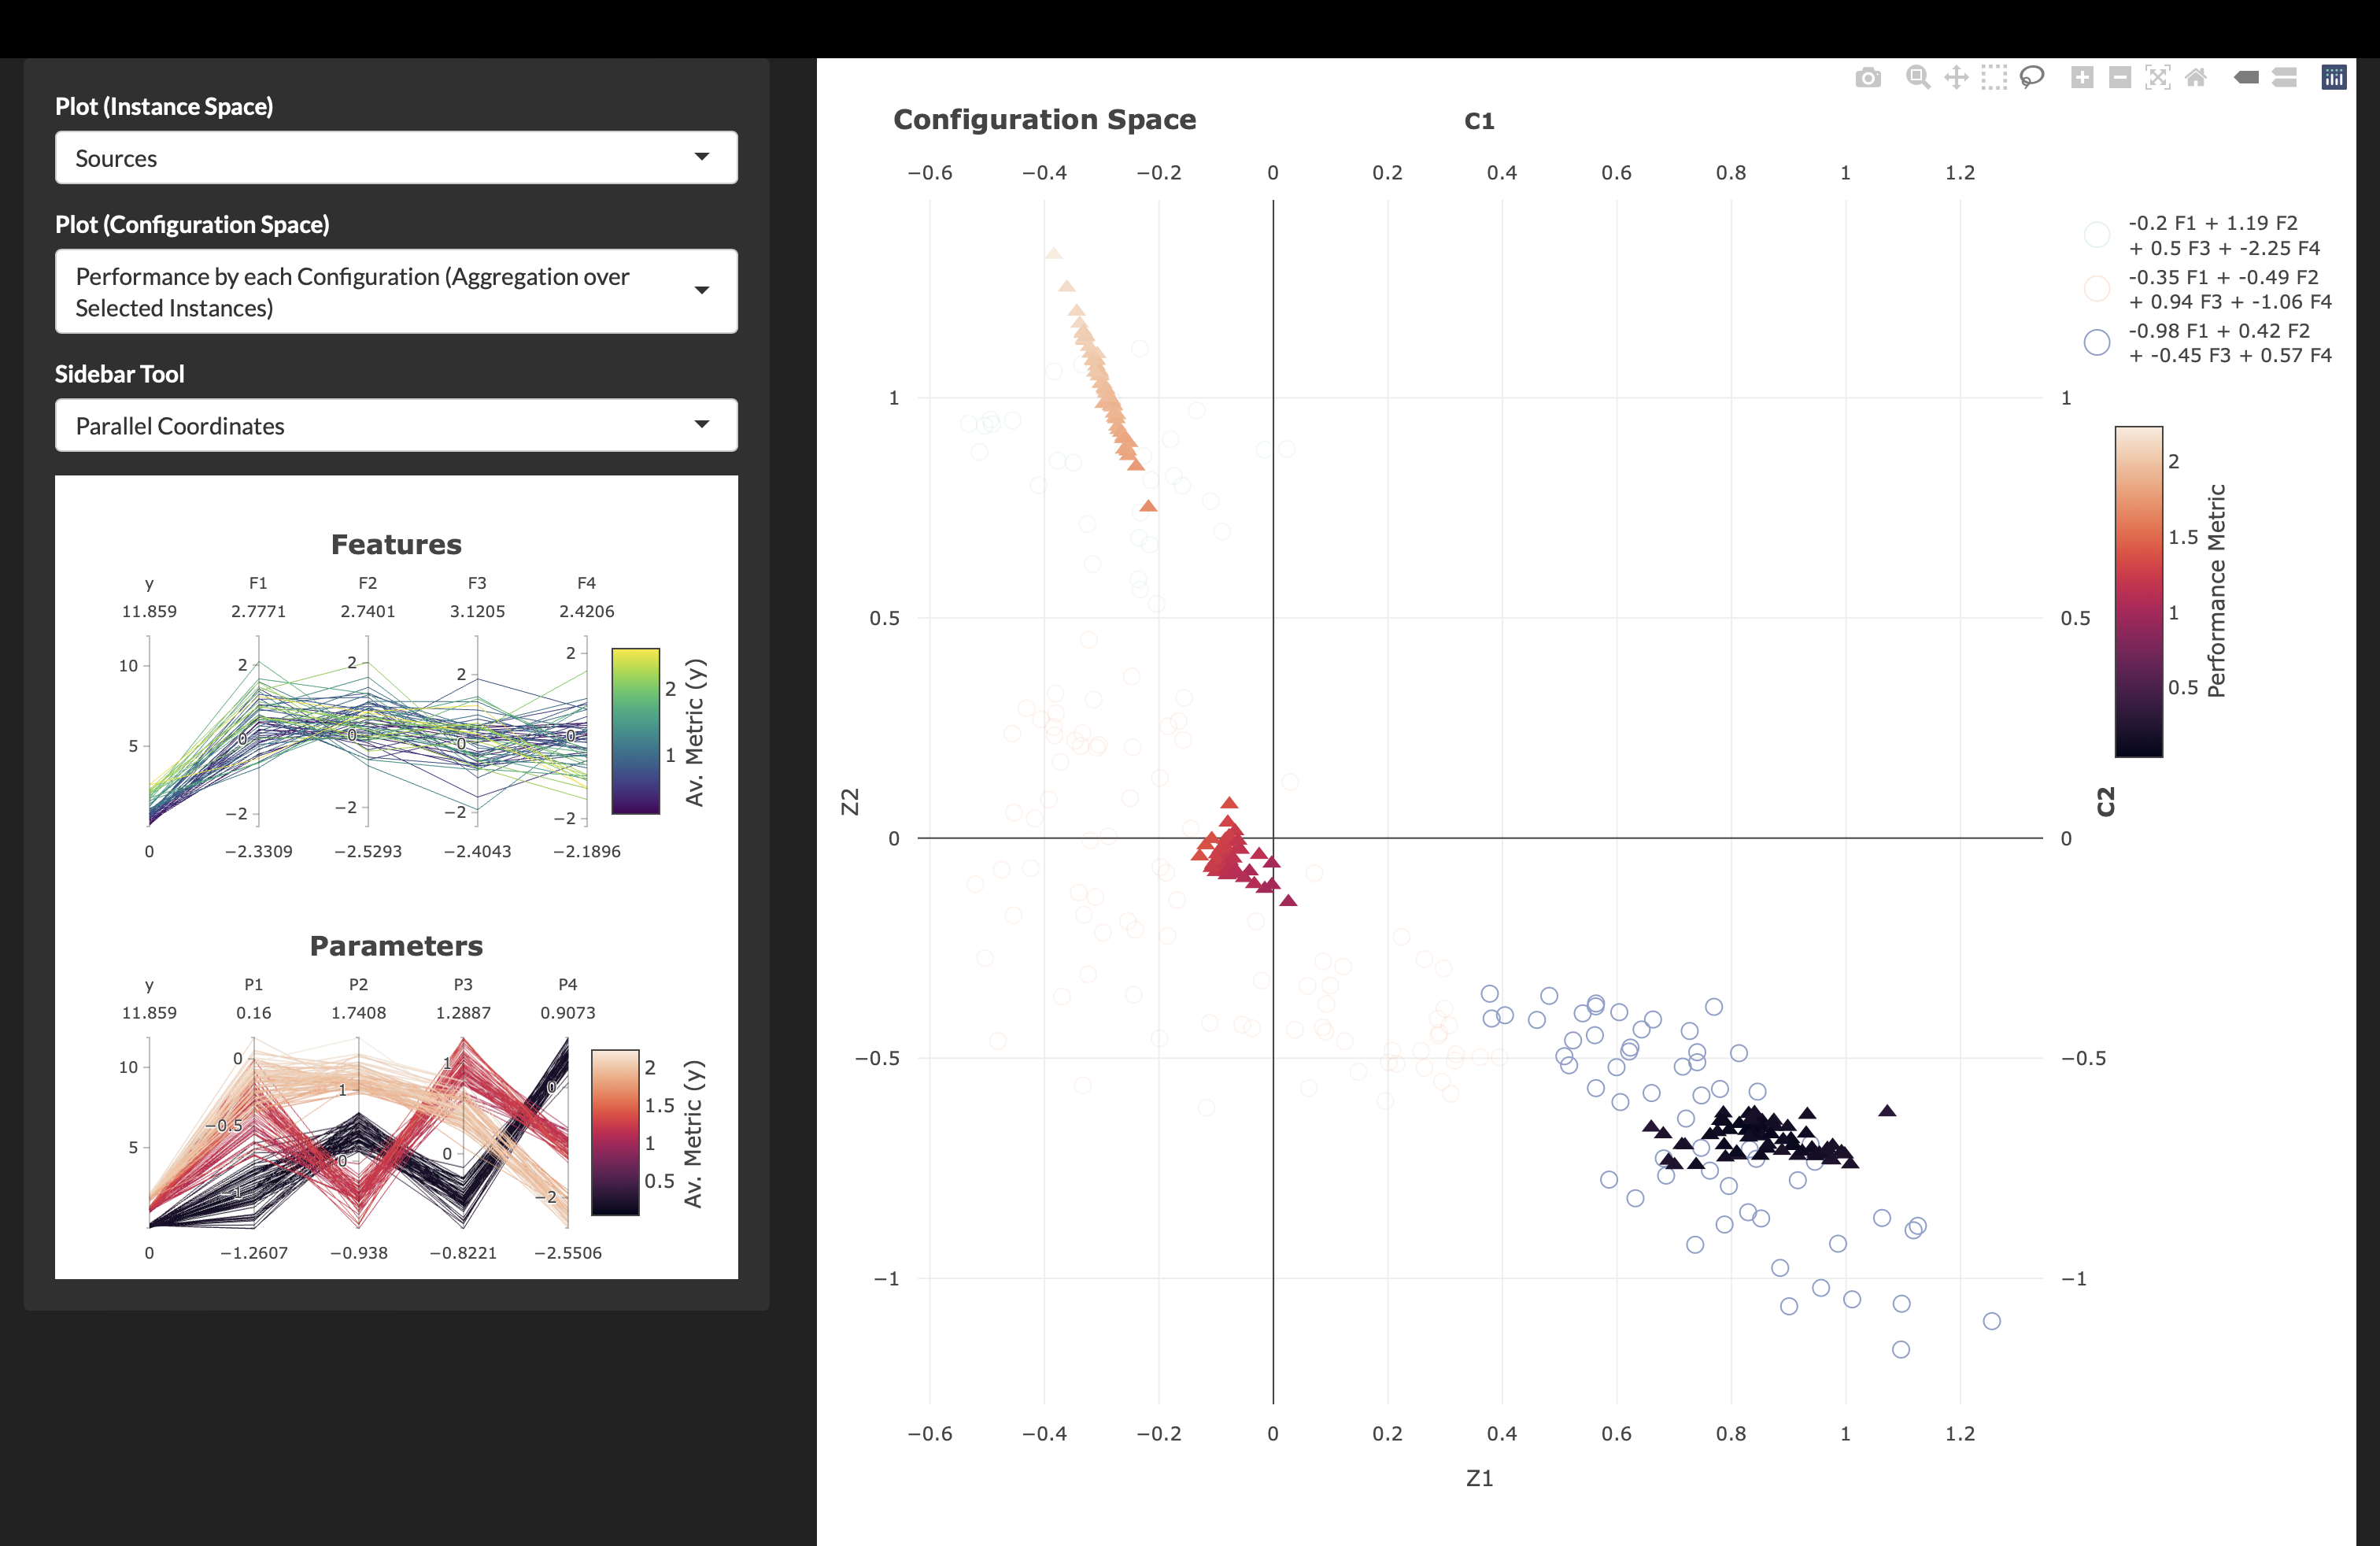 Plot (Instance Space)
Sources
Plot (Configuration Space)
Performance by each Configuration (Aggregation over
Selected Instances)
Sidebar Tool
Parallel Coordinates
Features
y F1 F2 F3 F4
11.859 2.7771 2.7401 3.1205 2.4206
10 5
2 0 −2
2 0 −2
2 0 −2
2 0 −2
0 −2.3309 −2.5293 −2.4043 −2.1896
2 1
Av. Metric (y)
Parameters
y P1 P2 P3 P4
11.859 0.16 1.7408 1.2887 0.9073
10 5
0 −0.5 −1
1 0
1 0
0 −2
0 −1.2607 −0.938 −0.8221 −2.5506
2 1.5 1 0.5
Av. Metric (y)
Configuration Space
C1
−0.6 −0.4 −0.2 0 0.2 0.4 0.6 0.8 1 1.2
1 0.5 0 −0.5 −1
Z2
−0.6 −0.4 −0.2 0 0.2 0.4 0.6 0.8 1 1.2
Z1
1 0.5 0 −0.5 −1
C2
-0.2 F1 + 1.19 F2
+ 0.5 F3 + -2.25 F4
-0.35 F1 + -0.49 F2
+ 0.94 F3 + -1.06 F4
-0.98 F1 + 0.42 F2
+ -0.45 F3 + 0.57 F4
2 1.5 1 0.5
Performance Metric